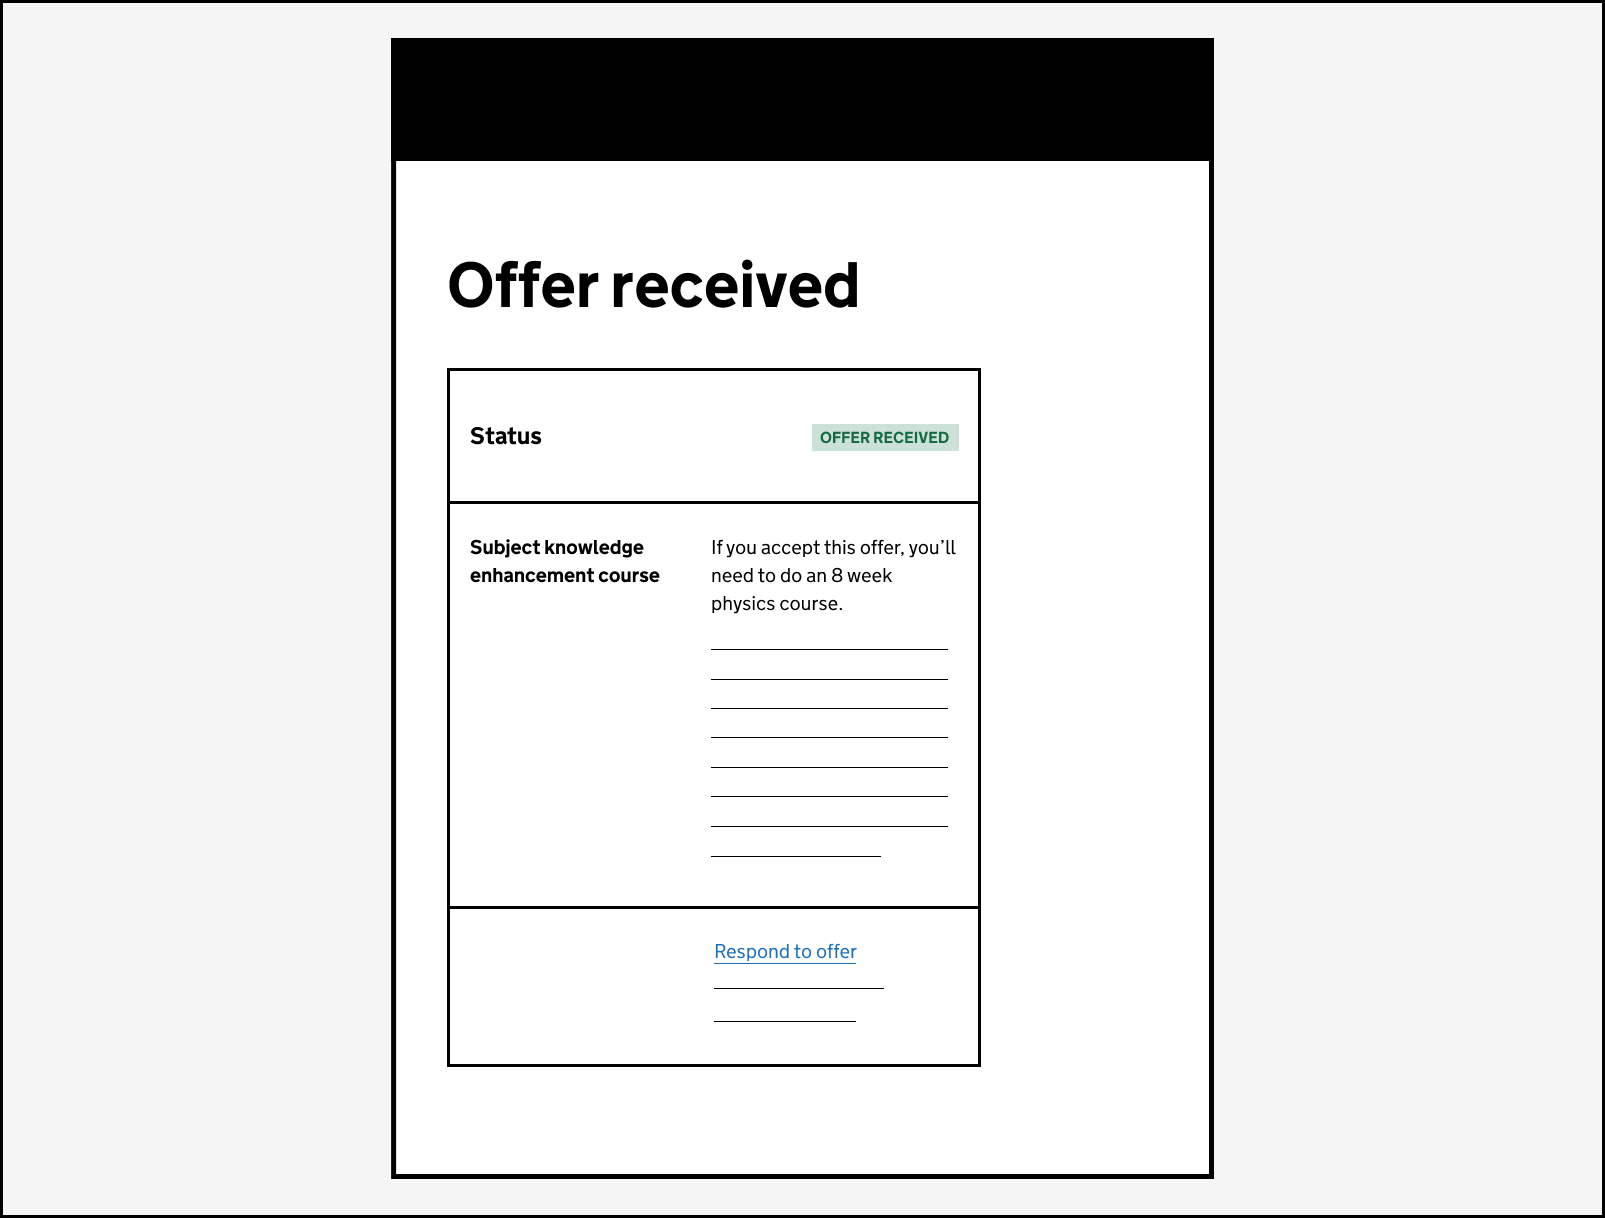 Offer received
Status
OFFER RECEIVED
Subject knowledge
enhancement course
If you accept this offer, you’ll
need to do an 8 week
physics course.
Respond to offer